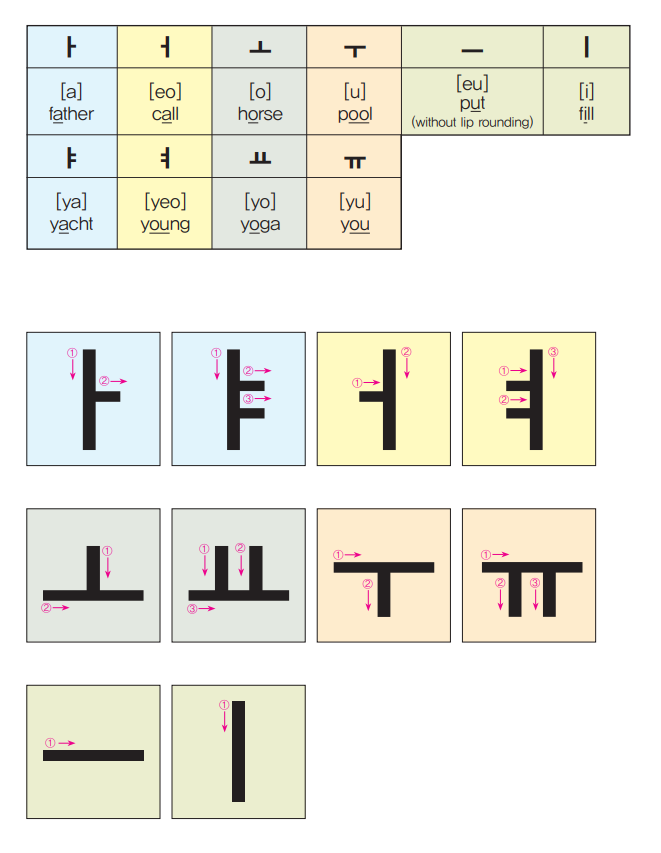 ㅏ ㅓ ㅗ ㅜ ㅡ ㅣ
[a] [eo] [o] [u] [eu] [i]
father call horse pool put fill
(without lip rounding)
ㅑ ㅕ ㅛ ㅠ
[ya] [yeo] [yo] [yu]
yacht young yoga you
① ② ㅏ
① ② ③ ㅑ
① ② ㅓ
① ② ③ ㅕ
① ② ㅗ
① ② ③ ㅛ
① ② ㅜ
① ② ③ ㅠ
① ㅡ
① ㅣ